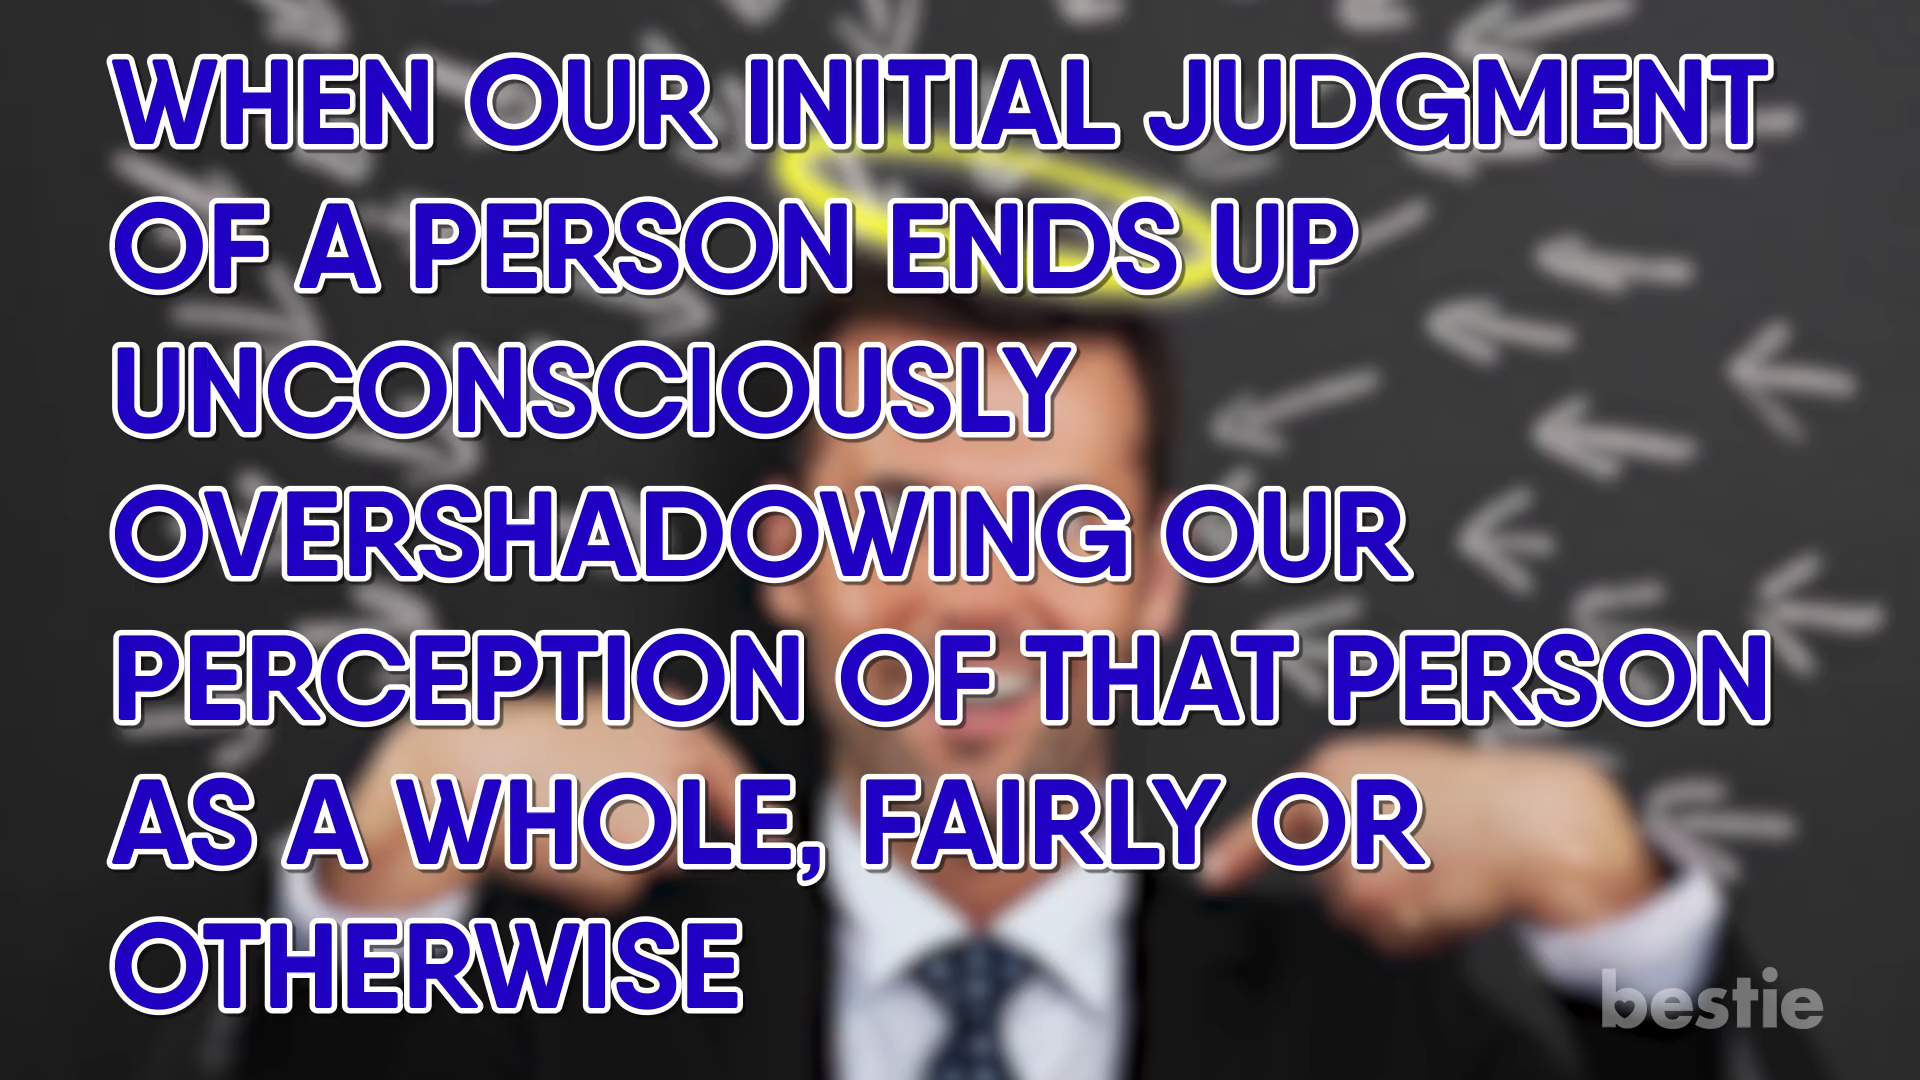 WHEN OUR INITIAL JUDGMENT
OF A PERSON ENDS UP
UNCONSCIOUSLY
OVERSHADOWING OUR
PERCEPTION OF THAT PERSON
AS A WHOLE, FAIRLY OR
OTHERWISE
bestie